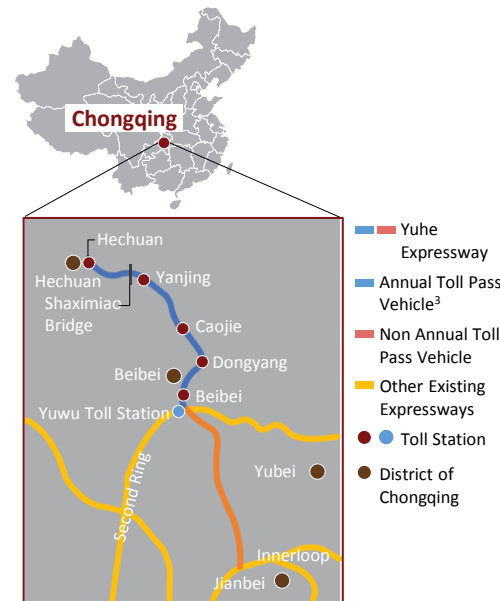 Chongqing
Hechuan
Hechuan
Shaximiao
Bridge
Yanjing
Caojie
Dongyang
Beibei
Beibei
Yuwu Toll Station
Second Ring
Yubei
Innerloop
Jianbei
Yuhe
Expressway
Annual Toll Pass
Vehicle3
Non Annual Toll
Pass Vehicle
Other Existing
Expressways
Toll Station
District of
Chongqing